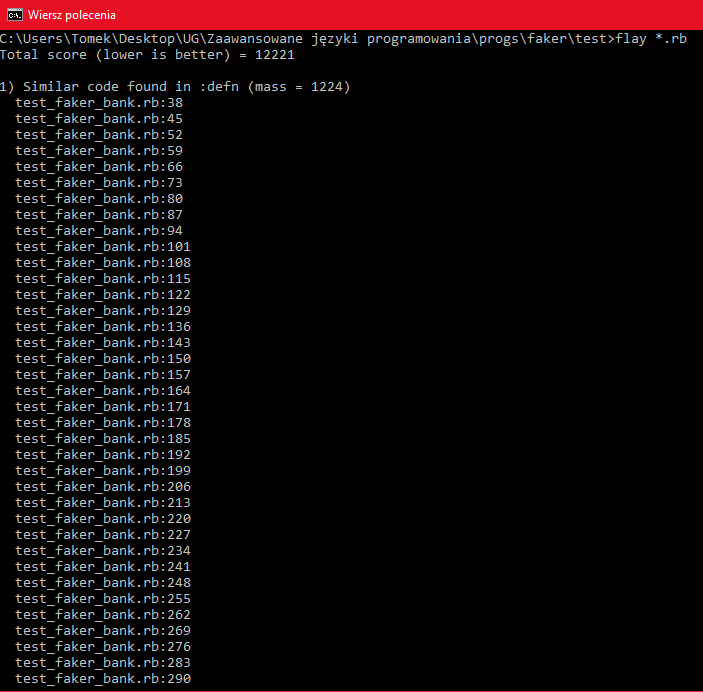 Wiersz polecenia
C:\Users\Tomek\Desktop\UG\Zaawansowane języki programowania\progs\faker\test>flay *.rb
Total score (lower is better) = 12221
1) Similar code found in :defn (mass = 1224)
test_faker_bank.rb:38
test_faker_bank.rb:45
test_faker_bank.rb:52
test_faker_bank.rb:59
test_faker_bank.rb:66
test_faker_bank.rb:73
test_faker_bank.rb:80
test_faker_bank.rb:87
test_faker_bank.rb:94
test_faker_bank.rb:101
test_faker_bank.rb:108
test_faker_bank.rb:115
test_faker_bank.rb:122
test_faker_bank.rb:129
test_faker_bank.rb:136
test_faker_bank.rb:143
test_faker_bank.rb:150
test_faker_bank.rb:157
test_faker_bank.rb:164
test_faker_bank.rb:171
test_faker_bank.rb:178
test_faker_bank.rb:185
test_faker_bank.rb:192
test_faker_bank.rb:199
test_faker_bank.rb:206
test_faker_bank.rb:213
test_faker_bank.rb:220
test_faker_bank.rb:227
test_faker_bank.rb:234
test_faker_bank.rb:241
test_faker_bank.rb:248
test_faker_bank.rb:255
test_faker_bank.rb:262
test_faker_bank.rb:269
test_faker_bank.rb:276
test_faker_bank.rb:283
test_faker_bank.rb:290